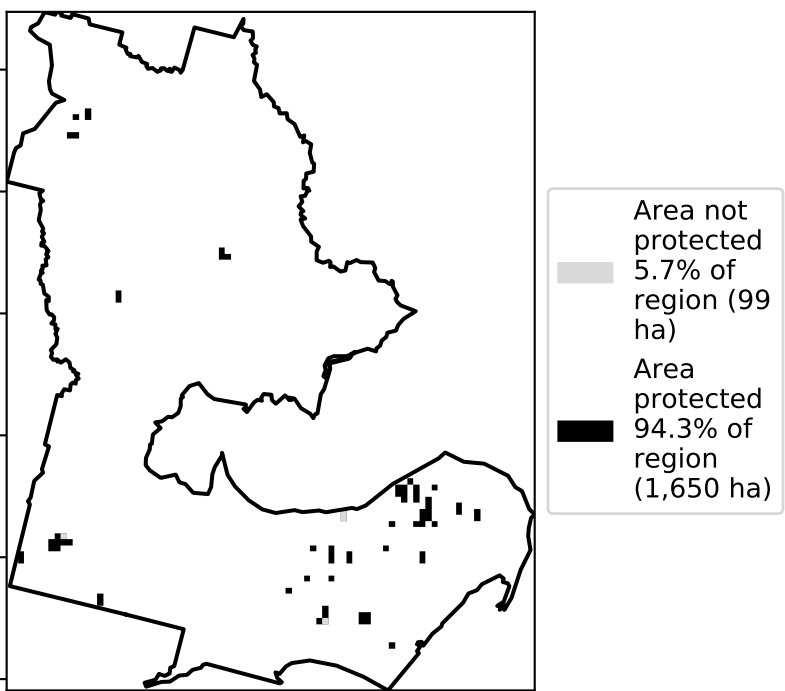 Area not
protected
5.7% of
region (99
ha)
Area
protected
94.3% of
region
(1,650 ha)